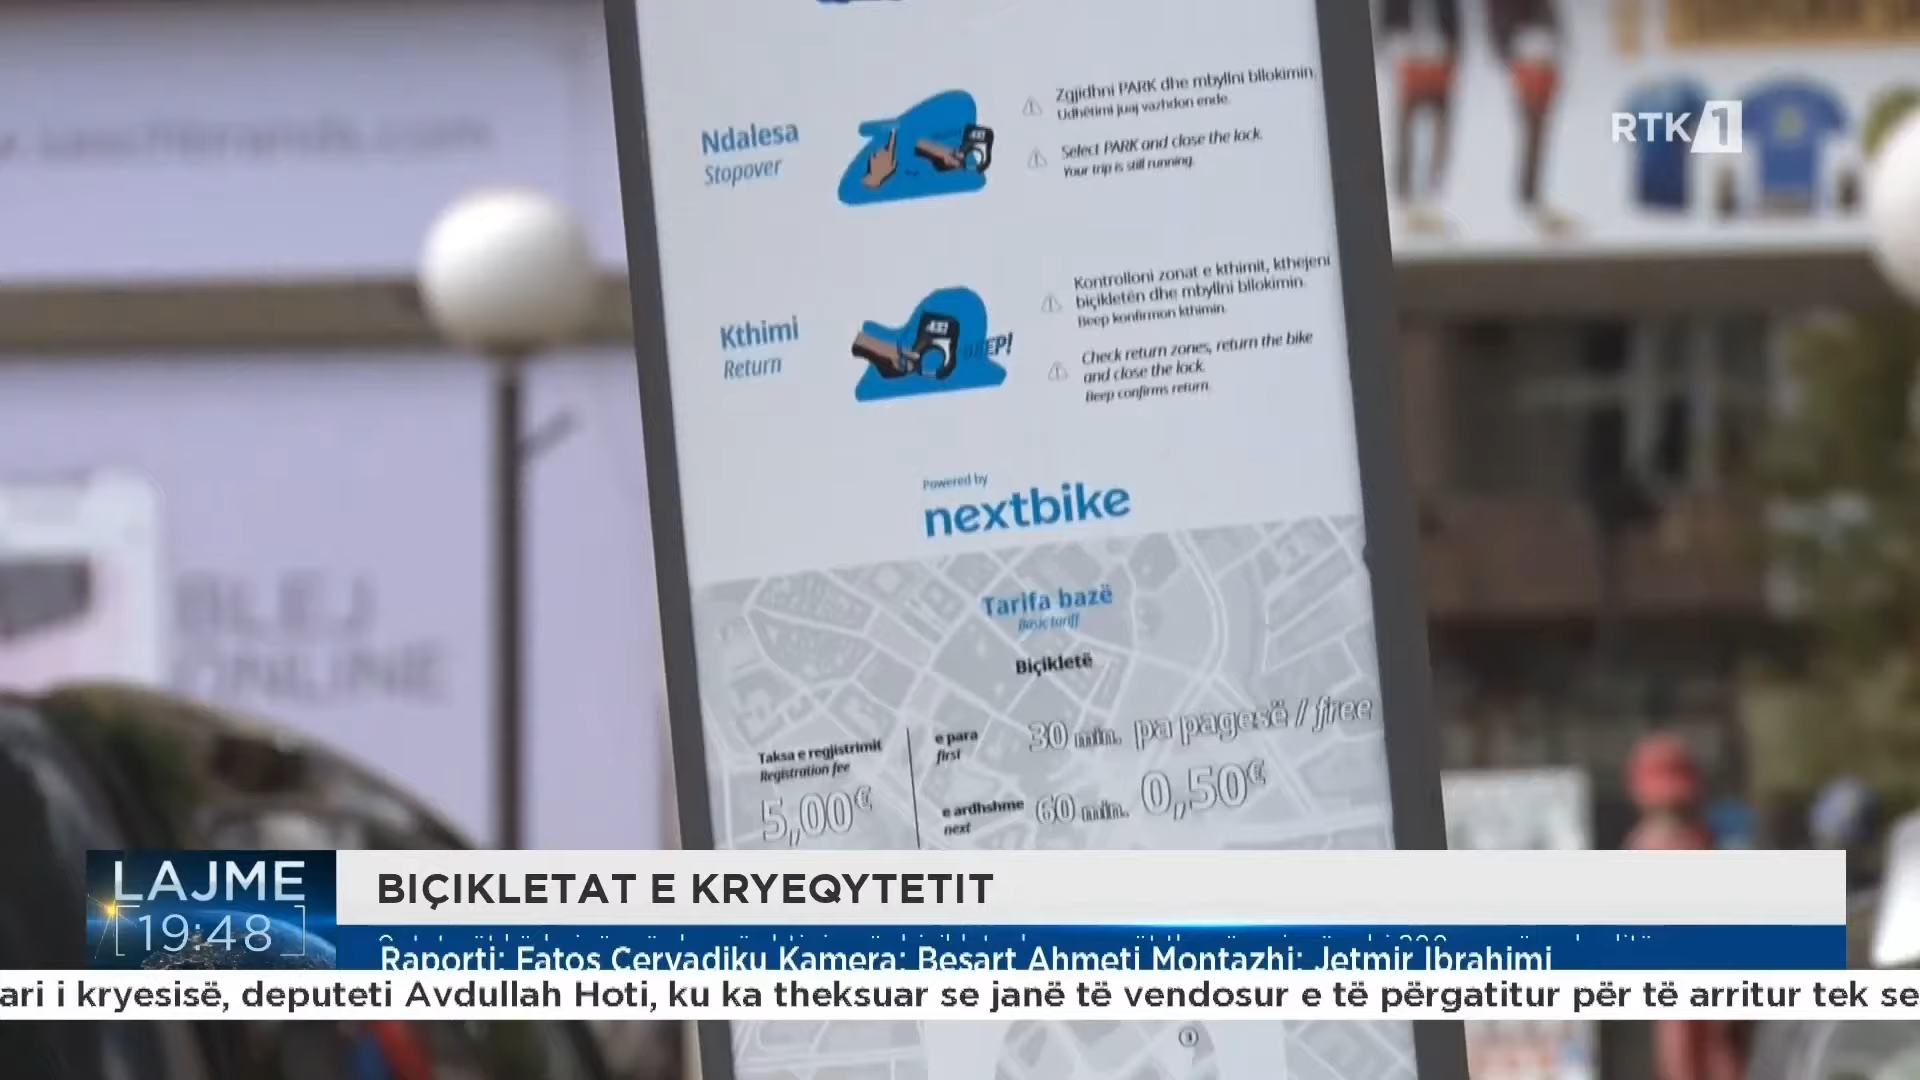 Ndalesa
Stopover
Zgjidhni PARK dhe mbyllni bllokimin.
Udhëtimi juaj vazhdon ende.
Select PARK and close the lock.
Your trip is still running.
RTK 1
Kthimi
Return
Kontrolloni zonat e kthimit, kthejeni
biçikletën dhe mbyllni bllokimin.
Beep konfirmon kthimin.
Check return zones, return the bike
and close the lock.
Beep confirms return.
Powered by
nextbike
BLEJ
ONLINE
Tarifa bazë
Basic tariff
Biçikletë
Taksa e regjistrimit
Registration fee
5,00€
e para
first
30 min. pa pagesë / free
e ardhshme
next
60 min. 0,50€
LAJME
19:48
BIÇIKLETAT E KRYEQYTETIT
Raporti: Fatos Cervadiku Kamera: Besart Ahmeti Montazhi: Jetmir Ibrahimi
ari i kryesisë, deputeti Avdullah Hoti, ku ka theksuar se janë të vendosur e të përgatitur për të arritur tek se